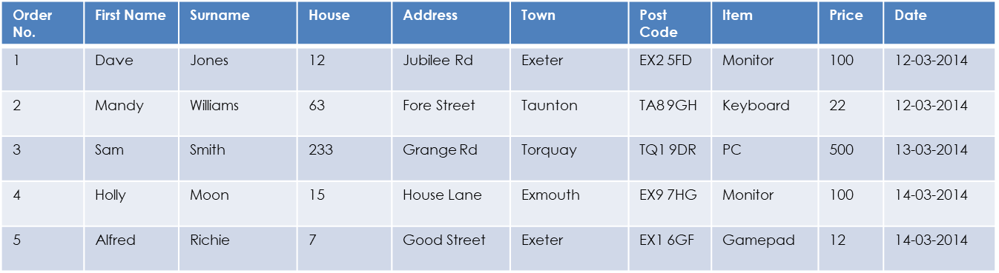 Order No. First Name Surname House Address Town Post Code Item Price Date
1 Dave Jones 12 Jubilee Rd Exeter EX2 5FD Monitor 100 12-03-2014
2 Mandy Williams 63 Fore Street Taunton TA8 9GH Keyboard 22 12-03-2014
3 Sam Smith 233 Grange Rd Torquay TQ1 9DR PC 500 13-03-2014
4 Holly Moon 15 House Lane Exmouth EX9 7HG Monitor 100 14-03-2014
5 Alfred Richie 7 Good Street Exeter EX1 6GF Gamepad 12 14-03-2014